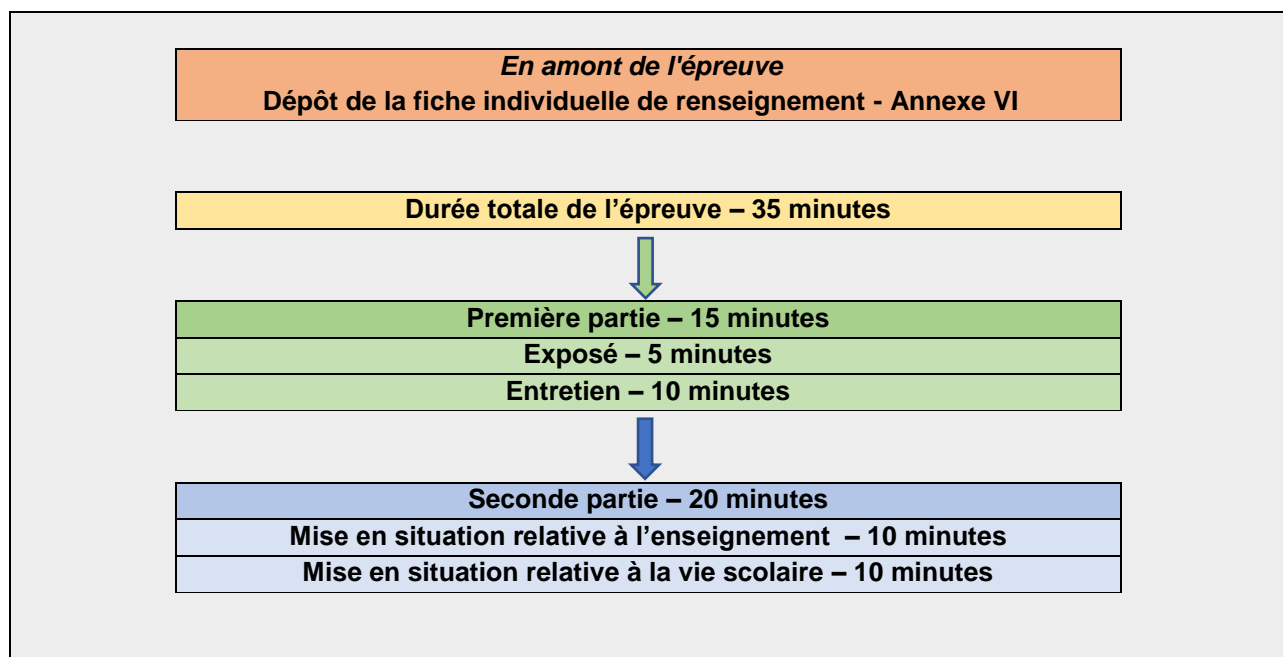 En amont de l'épreuve
Dépôt de la fiche individuelle de renseignement - Annexe VI
Durée totale de l’épreuve – 35 minutes
Première partie – 15 minutes
Exposé – 5 minutes
Entretien – 10 minutes
Seconde partie – 20 minutes
Mise en situation relative à l’enseignement – 10 minutes
Mise en situation relative à la vie scolaire – 10 minutes